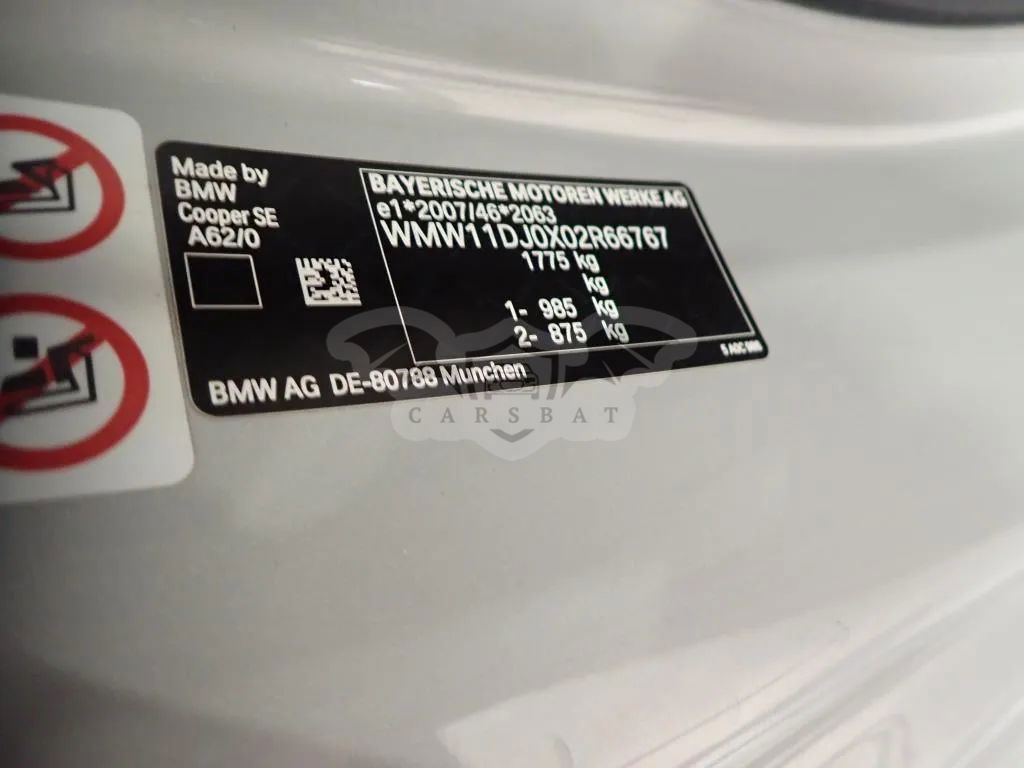 Made by
BMW
Cooper SE
A62/0
BAYERISCHE MOTOREN WERKE AG
e1*2007/46*2063
WMW11DJ0X02R66767
1775 kg
kg
1- 985 kg
2- 875 kg
BMW AG DE-80788 Munchen
CARSBAT